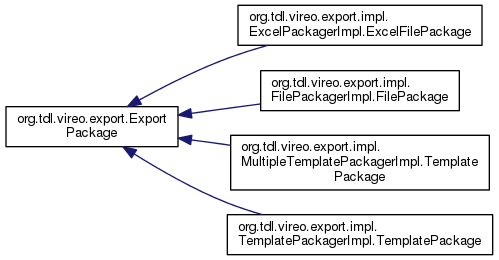 org.tdl.vireo.export.impl.
ExcelPackagerImpl.ExcelFilePackage
org.tdl.vireo.export.impl.
FilePackagerImpl.FilePackage
org.tdl.vireo.export.Export
Package
org.tdl.vireo.export.impl.
MultipleTemplatePackagerImpl.Template
Package
org.tdl.vireo.export.impl.
TemplatePackagerImpl.TemplatePackage